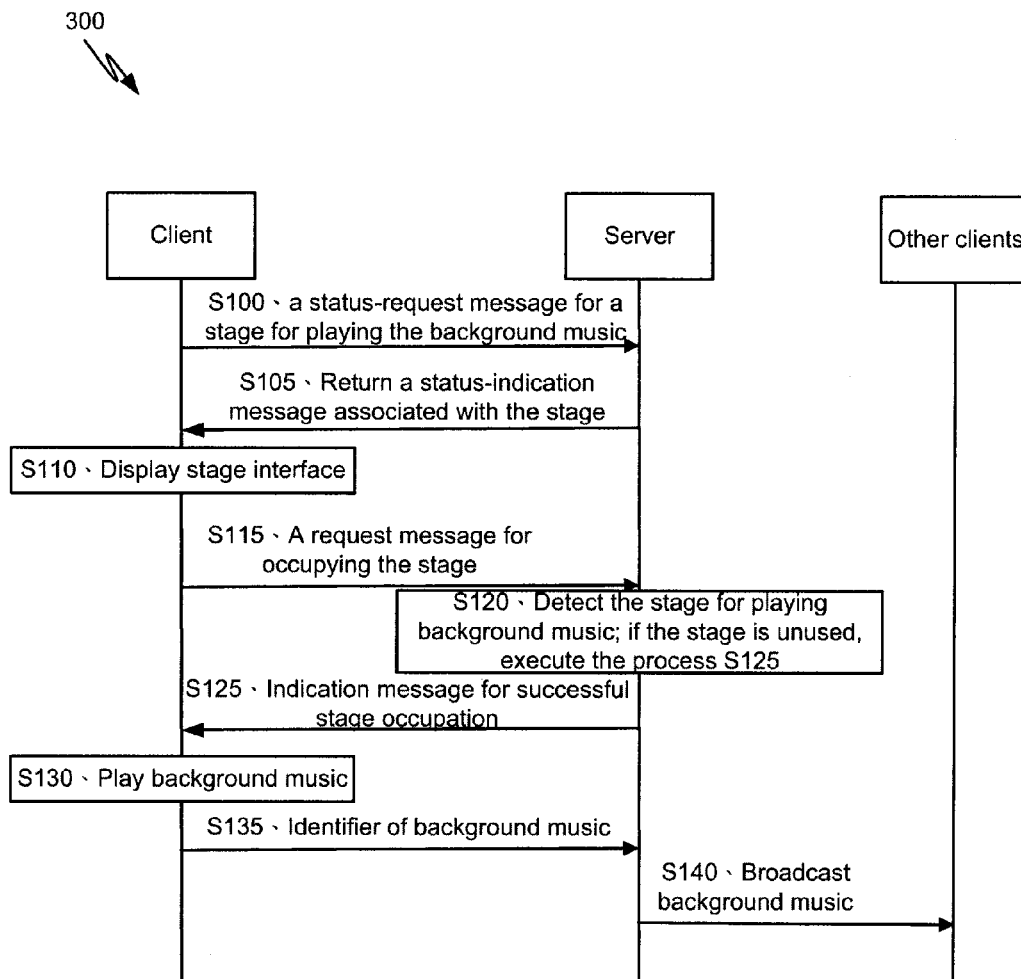 300
Client
Server
Other clients
S100、a status-request message for a
stage for playing the background music
S105、Return a status-indication
message associated with the stage
S110、Display stage interface
S115、A request message for
occupying the stage
S120、Detect the stage for playing
background music; if the stage is unused,
execute the process S125
S125、Indication message for successful
stage occupation
S130、Play background music
S135、Identifier of background music
S140、Broadcast
background music